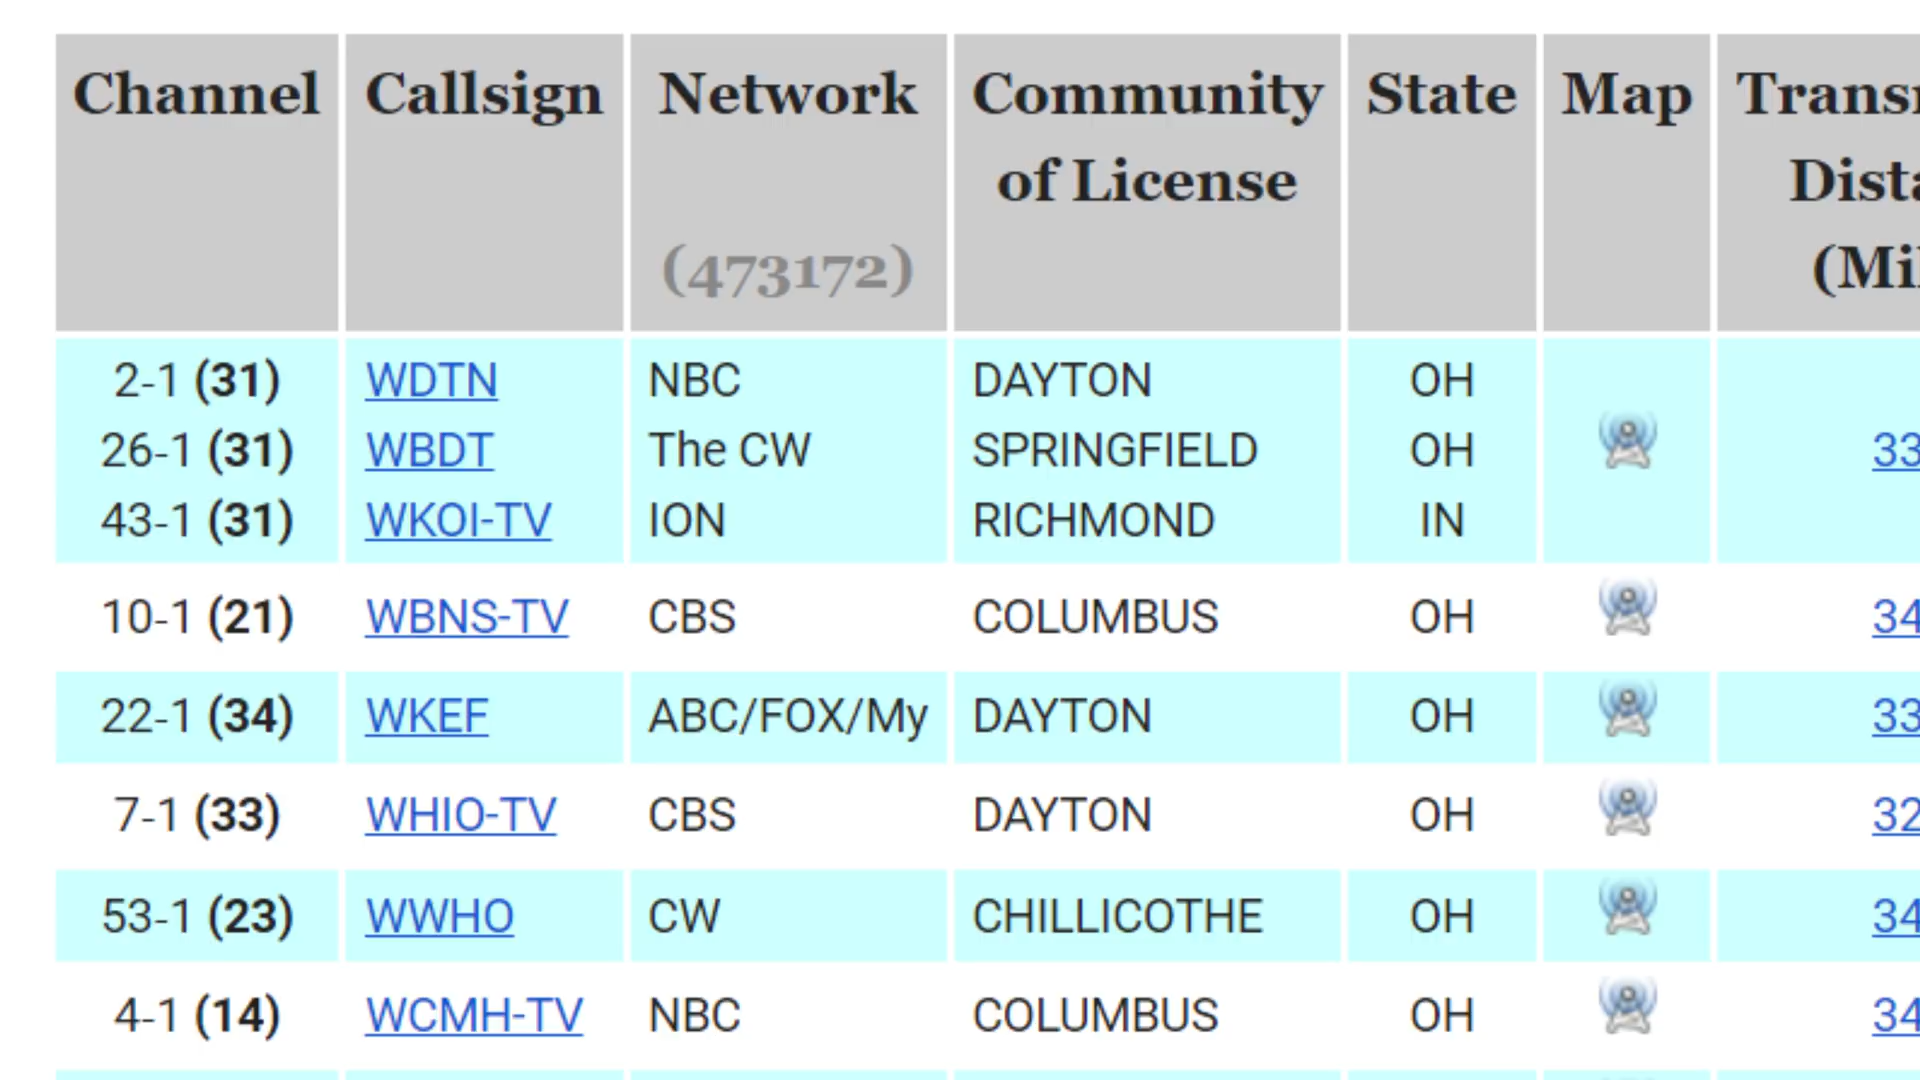 Channel Callsign Network Community of License State Map
(473172)
2-1 (31) WDTN NBC DAYTON OH
26-1 (31) WBDT The CW SPRINGFIELD OH 33
43-1 (31) WKOI-TV ION RICHMOND IN
10-1 (21) WBNS-TV CBS COLUMBUS OH 34
22-1 (34) WKEF ABC/FOX/My DAYTON OH 33
7-1 (33) WHIO-TV CBS DAYTON OH 32
53-1 (23) WWHO CW CHILLICOTHE OH 34
4-1 (14) WCMH-TV NBC COLUMBUS OH 34